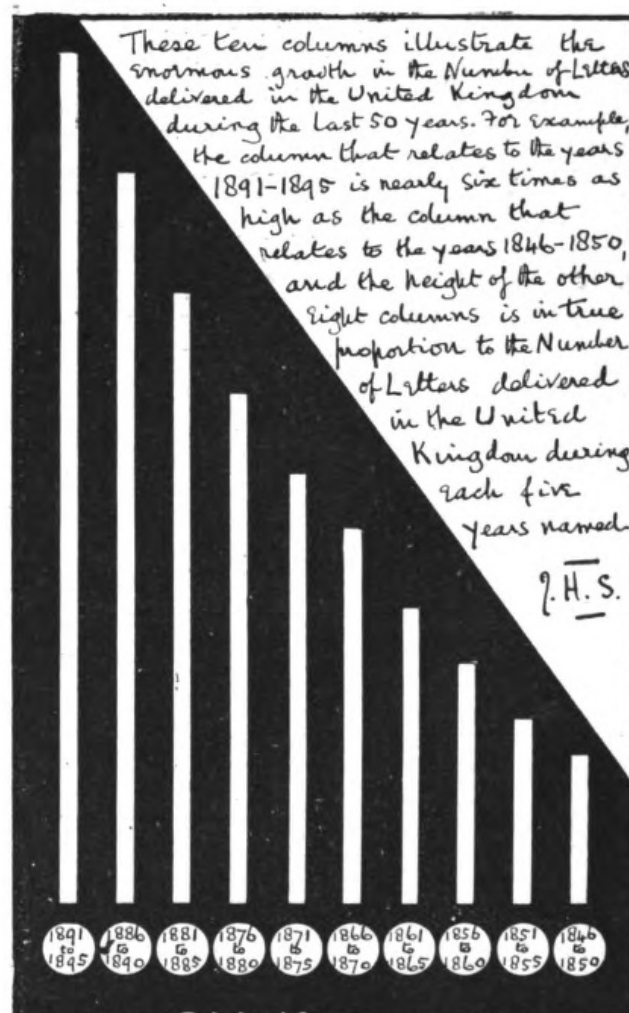 These ten columns illustrate the
enormous growth in the Number of Letters
delivered in the United Kingdom
during the last 50 years. For example,
the column that relates to the years
1891-1895 is nearly six times as
high as the column that
relates to the years 1846-1850,
and the height of the other
Eight columns is in true
proportion to the Number
of Letters delivered
in the United
Kingdom during
each five
years named
J. H. S.
1891 to 1895
1886 to 1890
1881 to 1885
1876 to 1880
1871 to 1875
1866 to 1870
1861 to 1865
1856 to 1860
1851 to 1855
1846 to 1850